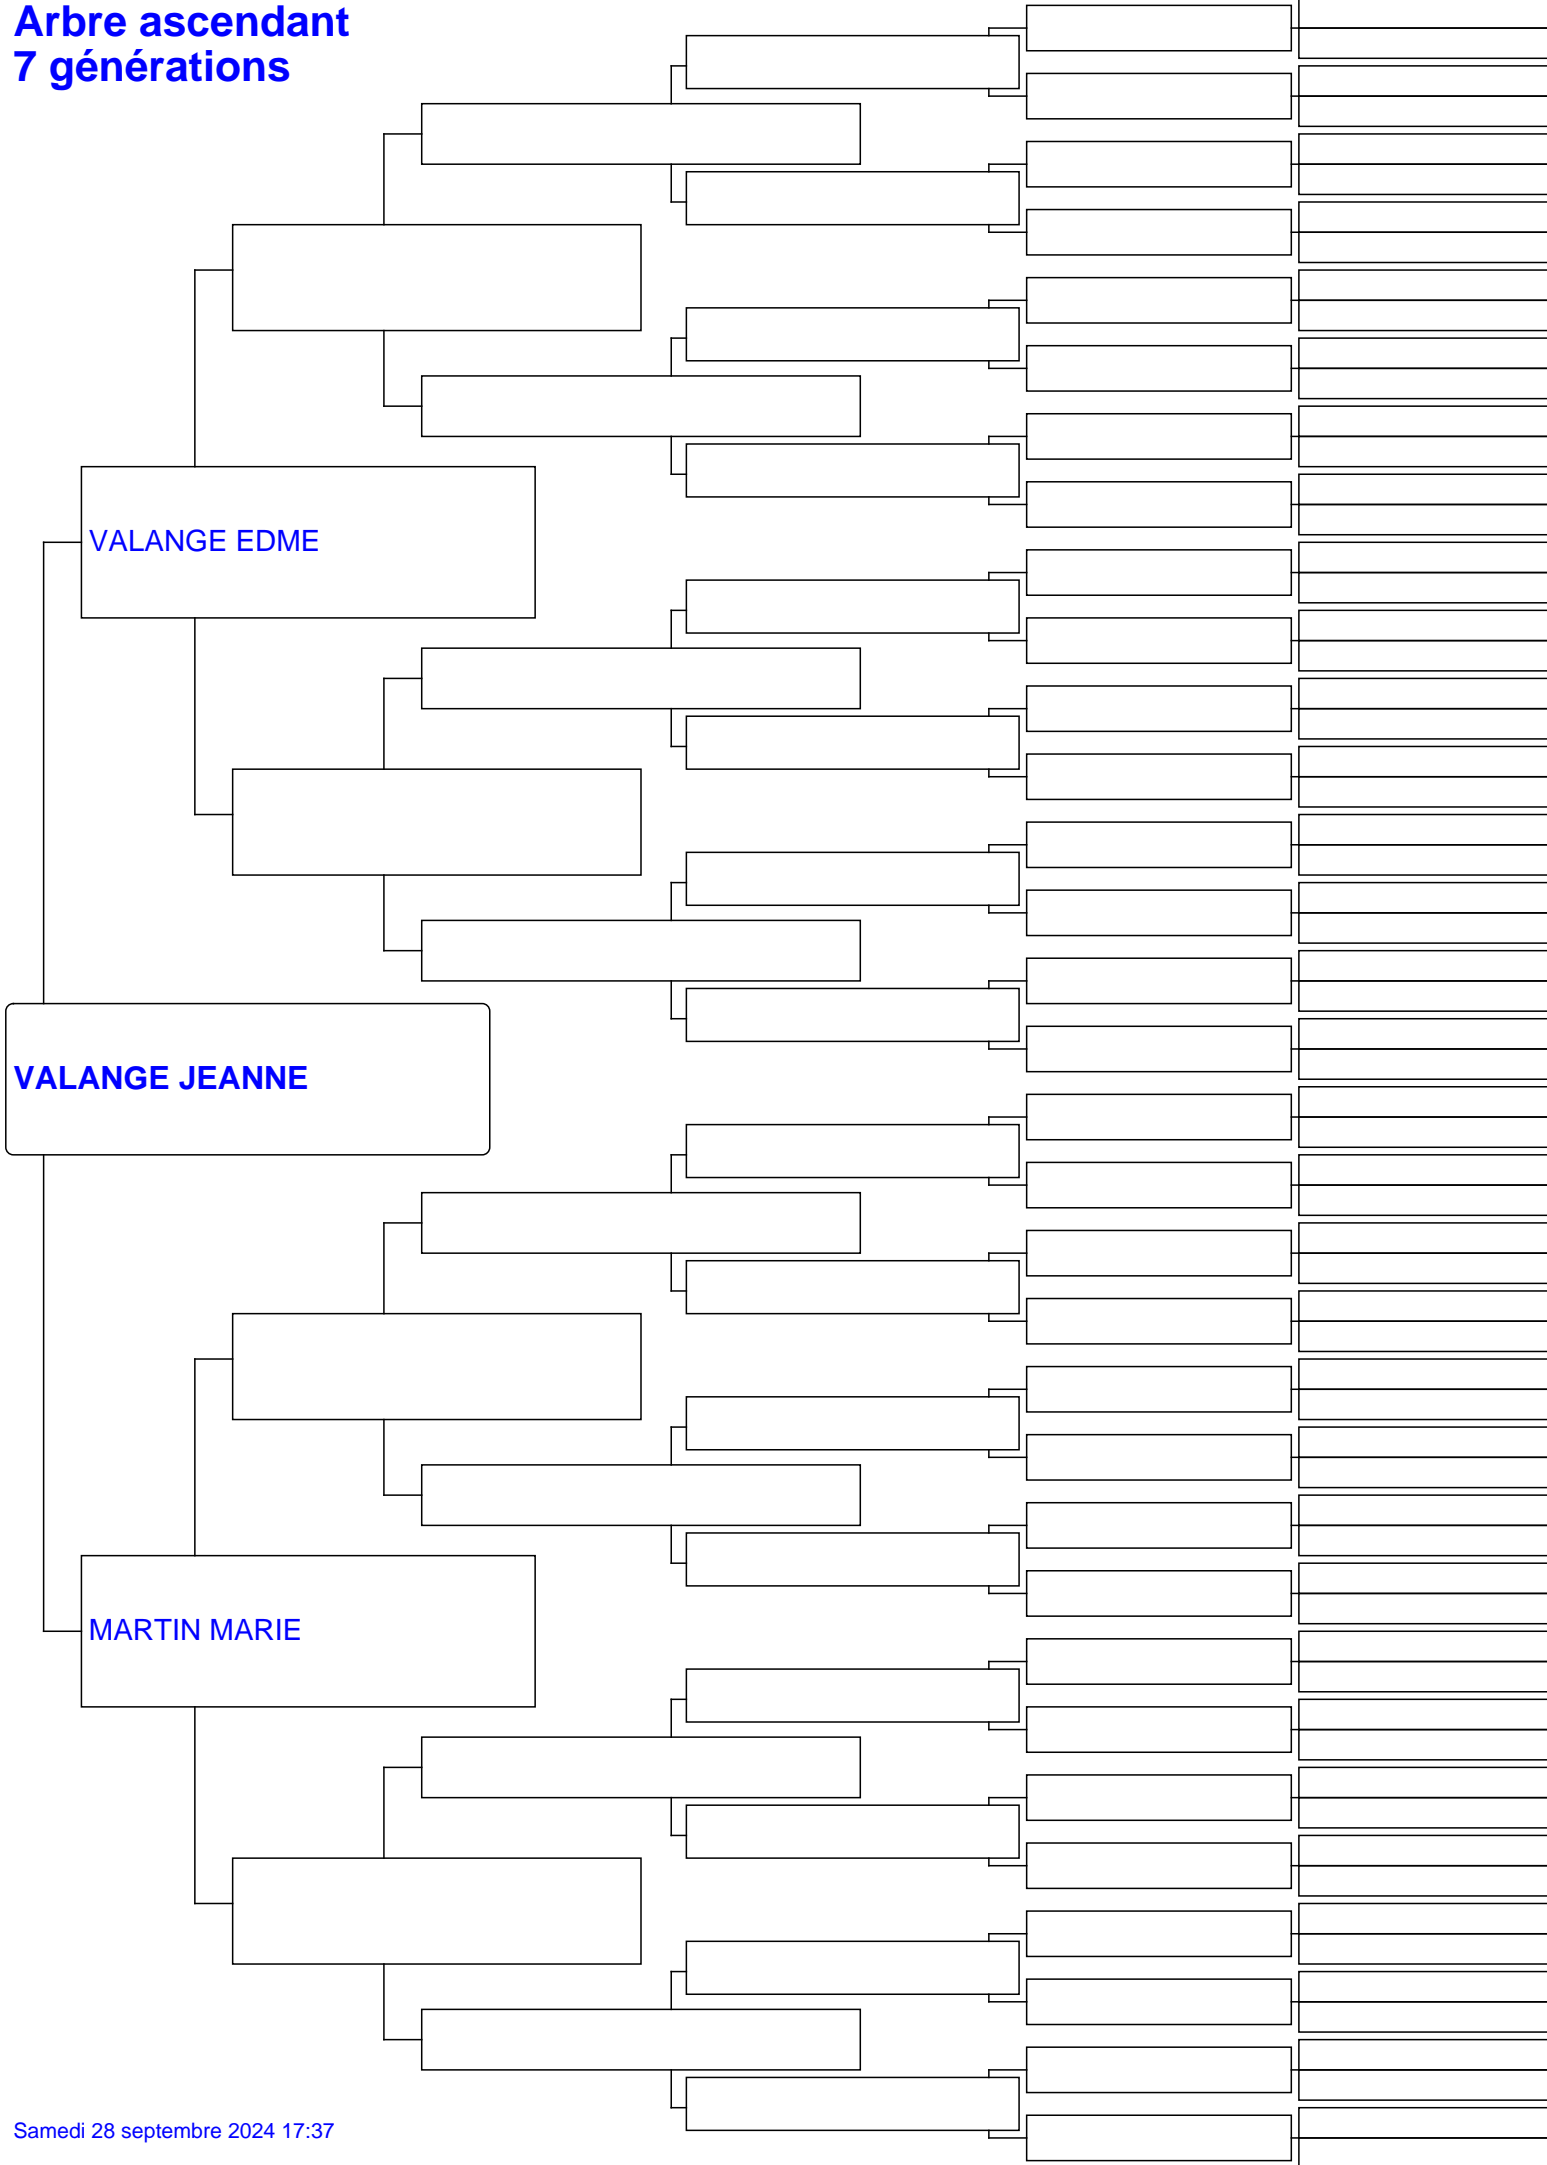 Arbre ascendant
7 générations
VALANGE EDME
VALANGE JEANNE
MARTIN MARIE
Samedi 28 septembre 2024 17:37